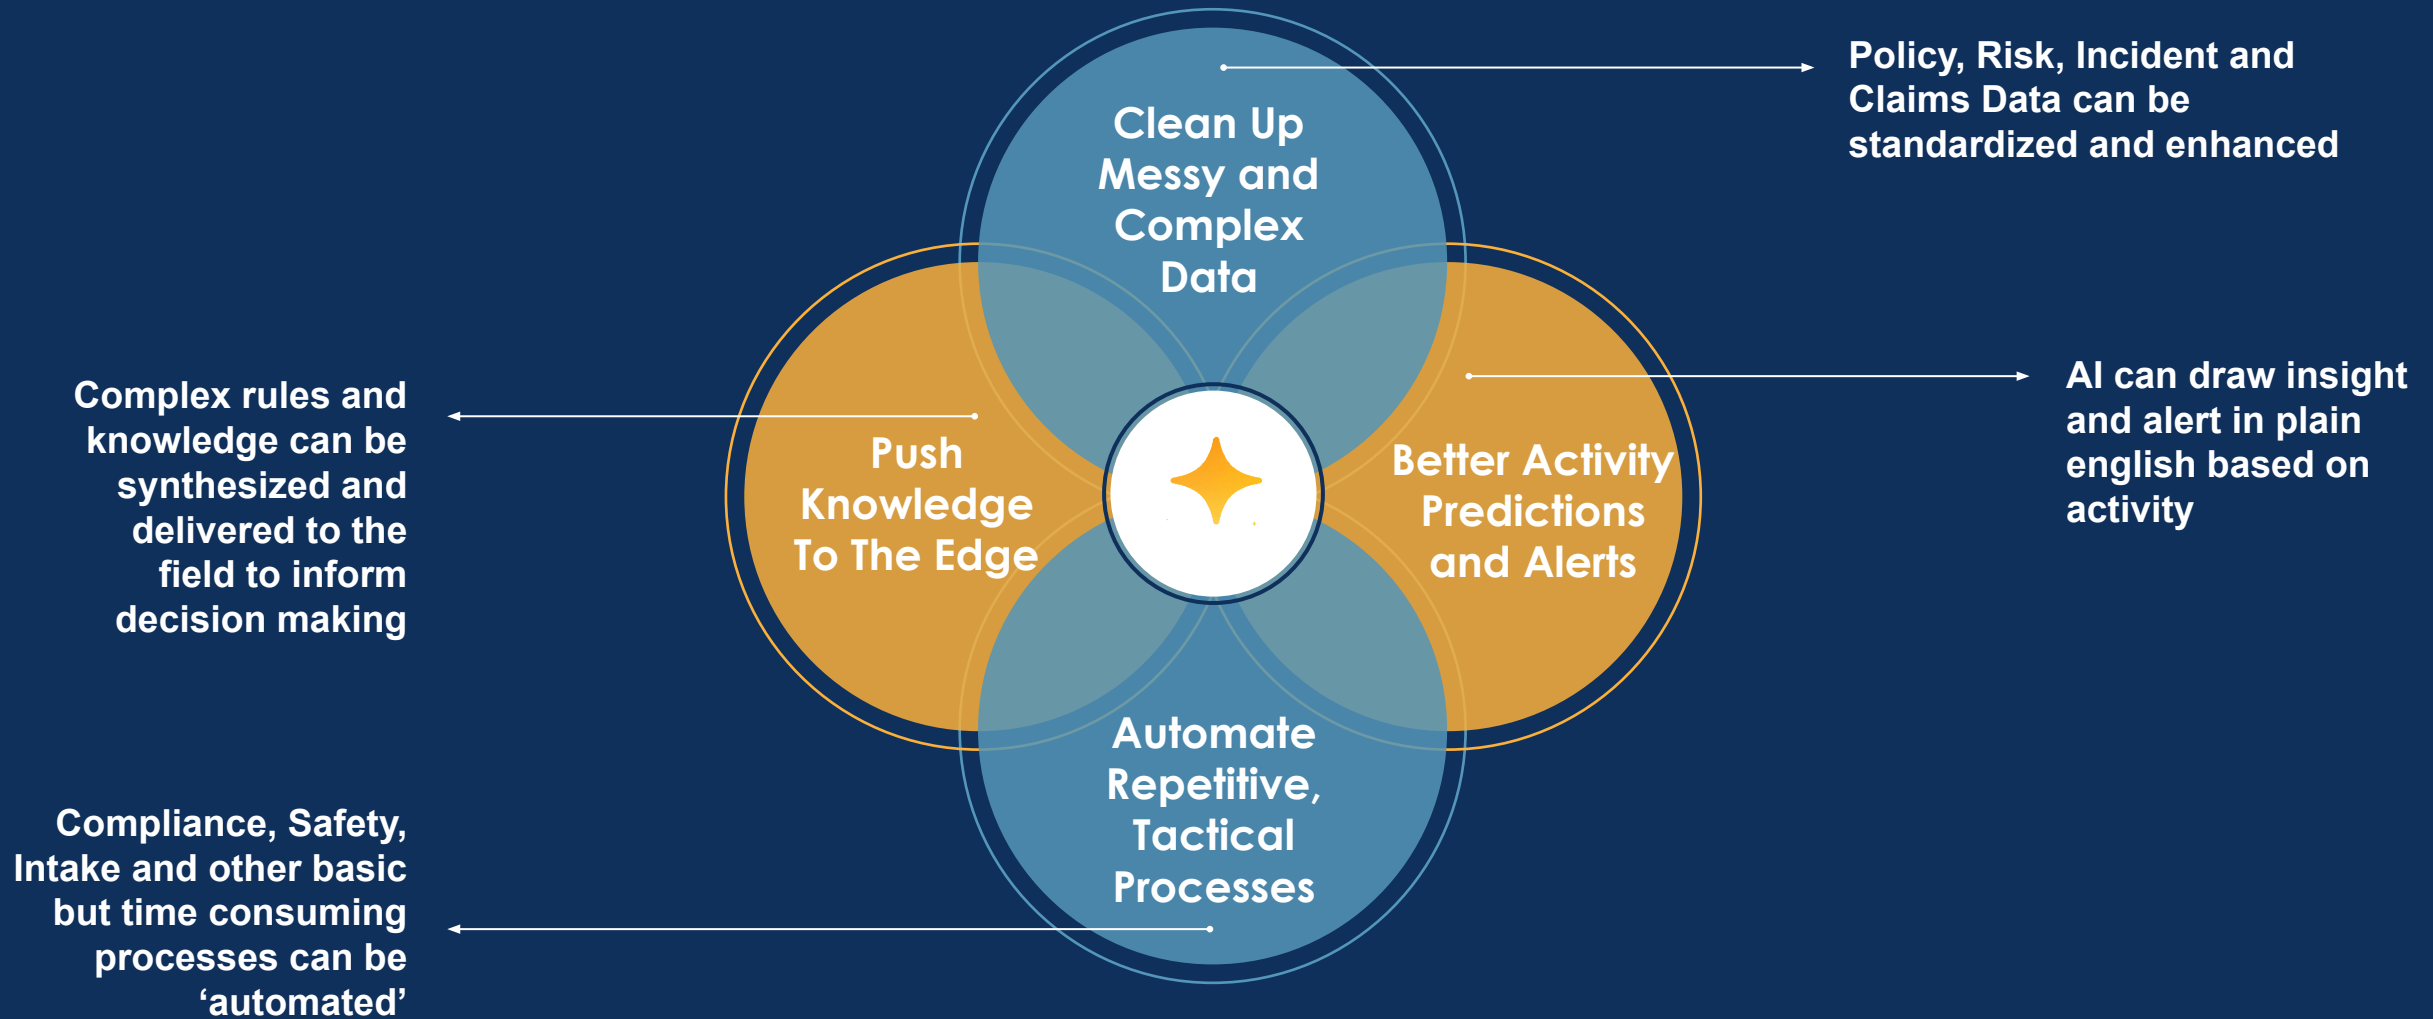 Clean Up
Messy and
Complex
Data
Policy, Risk, Incident and
Claims Data can be
standardized and enhanced
Push
Knowledge
To The Edge
Complex rules and
knowledge can be
synthesized and
delivered to the
field to inform
decision making
Better Activity
Predictions
and Alerts
AI can draw insight
and alert in plain
english based on
activity
Automate
Repetitive,
Tactical
Processes
Compliance, Safety,
Intake and other basic
but time consuming
processes can be
‘automated’